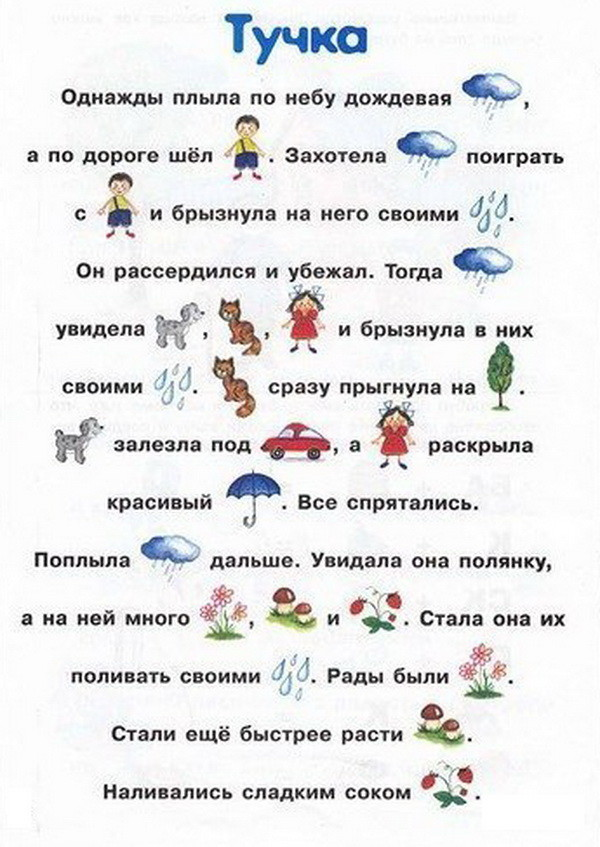 Тучка
Однажды плыла по небу дождевая ,
а по дороге шёл . Захотела поиграть
с и брызнула на него своими .
Он рассердился и убежал. Тогда
увидела , , и брызнула в них
своими . сразу прыгнула на .
залезла под , а раскрыла
красивый . Все спрятались.
Поплыла дальше. Увидала она полянку,
а на ней много , и . Стала она их
поливать своими . Рады были .
Стали ещё быстрее расти .
Наливались сладким соком .